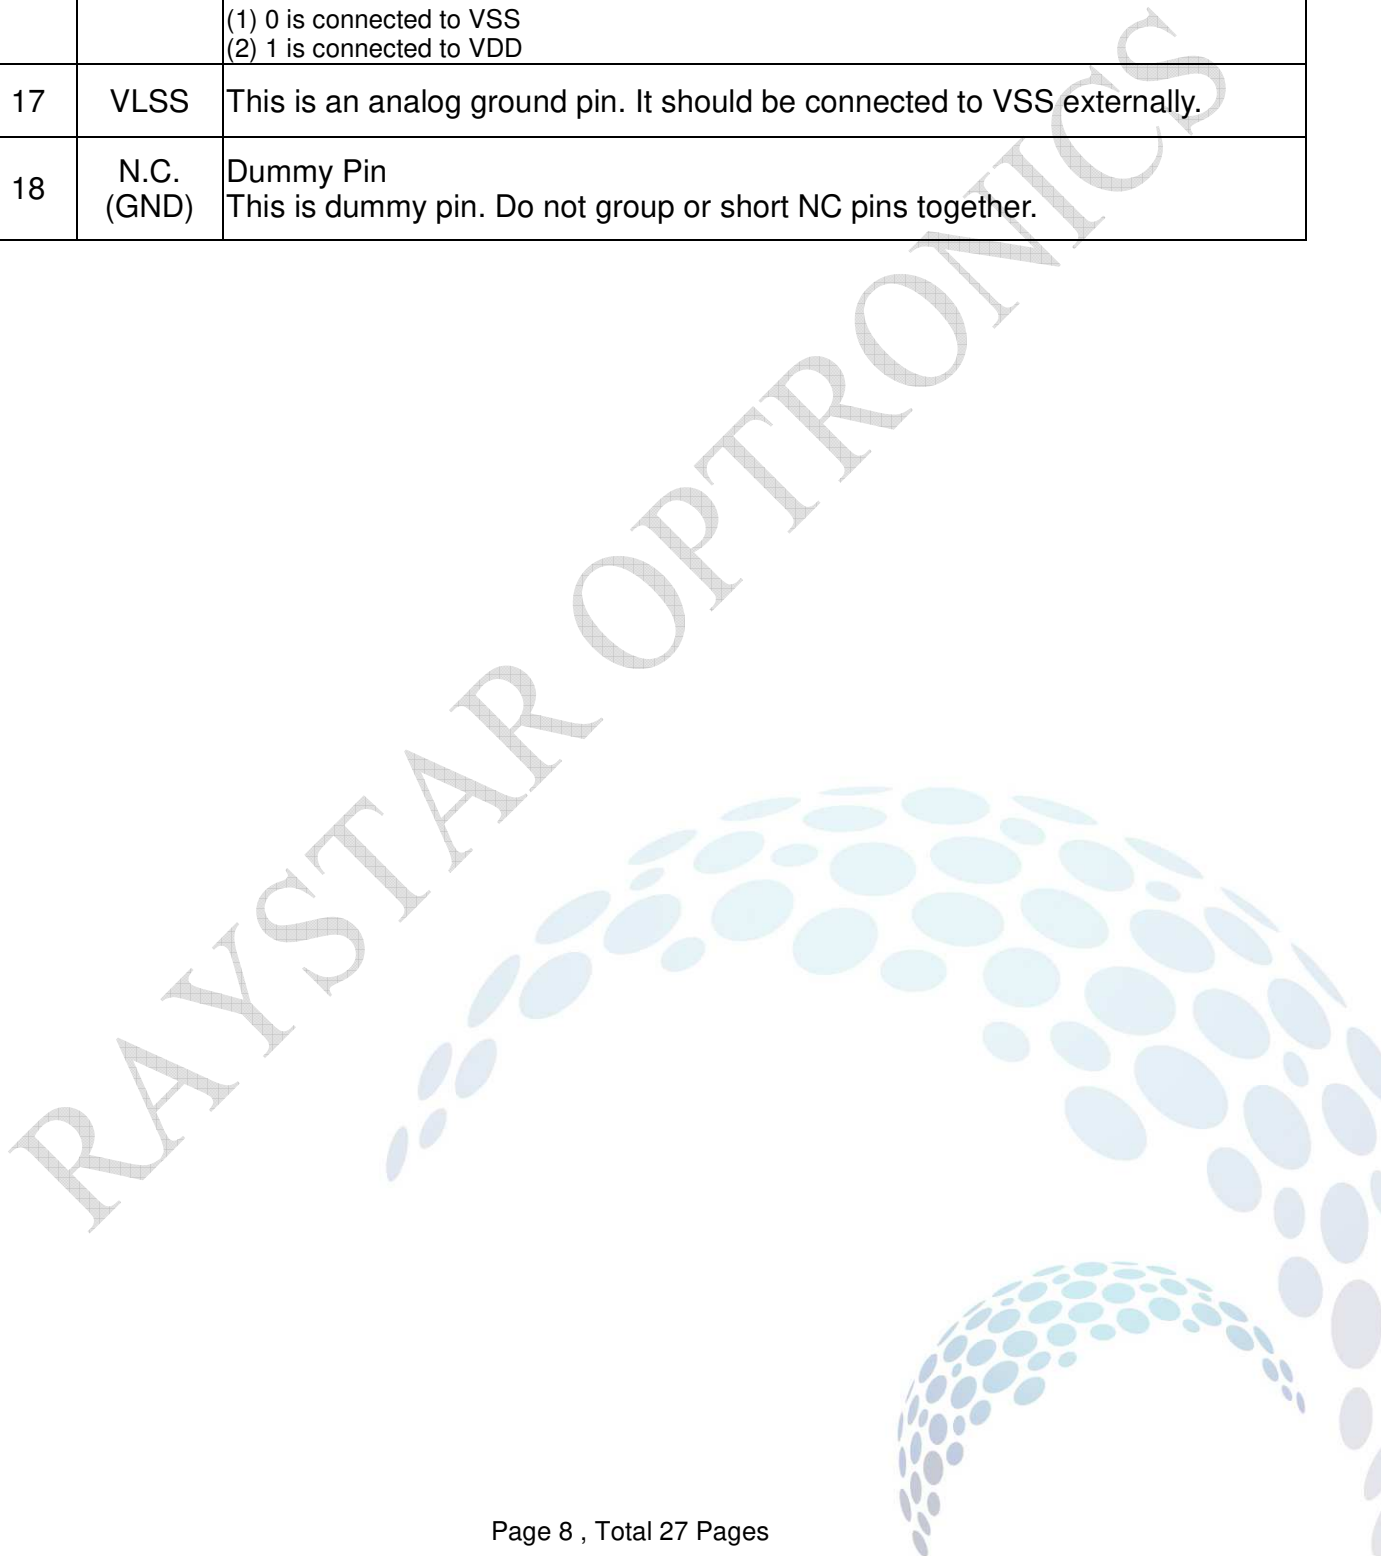 (1) 0 is connected to VSS
(2) 1 is connected to VDD
17 VLSS This is an analog ground pin. It should be connected to VSS externally.
18 N.C. (GND) Dummy Pin
This is dummy pin. Do not group or short NC pins together.
RAYSTAR OPTRONICS
Page 8 , Total 27 Pages